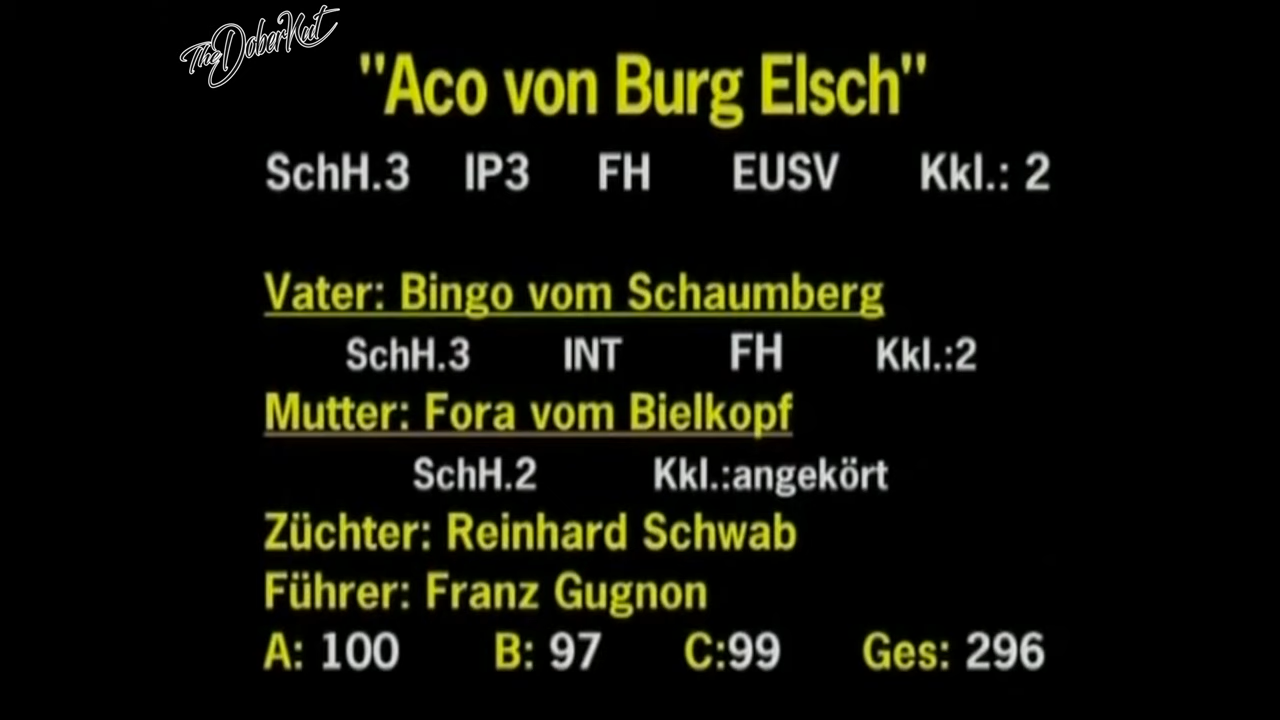 TheDoberKut
"Aco von Burg Elsch"
SchH.3 IP3 FH EUSV Kkl.: 2
Vater: Bingo vom Schaumberg
SchH.3 INT FH Kkl.:2
Mutter: Fora vom Bielkopf
SchH.2 Kkl.:angekört
Züchter: Reinhard Schwab
Führer: Franz Gugnon
A: 100 B: 97 C:99 Ges: 296